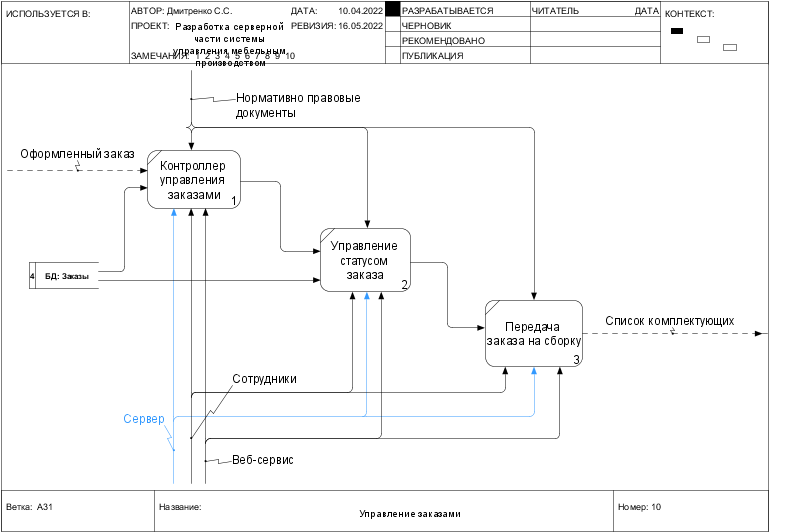 ИСПОЛЬЗУЕТСЯ В:
АВТОР: Дмитренко С.С.
ДАТА: 10.04.2022
РАЗРАБАТЫВАЕТСЯ
ЧИТАТЕЛЬ
ДАТА
КОНТЕКСТ:
ПРОЕКТ: Разработка серверной
части системы
управления мебельным
производством
РЕВИЗИЯ: 16.05.2022
ЧЕРНОВИК
РЕКОМЕНДОВАНО
ЗАМЕЧАНИЯ: 1 2 3 4 5 6 7 8 9 10
ПУБЛИКАЦИЯ
Нормативно правовые
документы
Оформленный заказ
Контроллер
управления
заказами
1
Управление
статусом
заказа
2
4 БД: Заказы
Передача
заказа на сборку
3
Список комплектующих
Сотрудники
Сервер
Веб-сервис
Ветка: A31
Название:
Управление заказами
Номер: 10